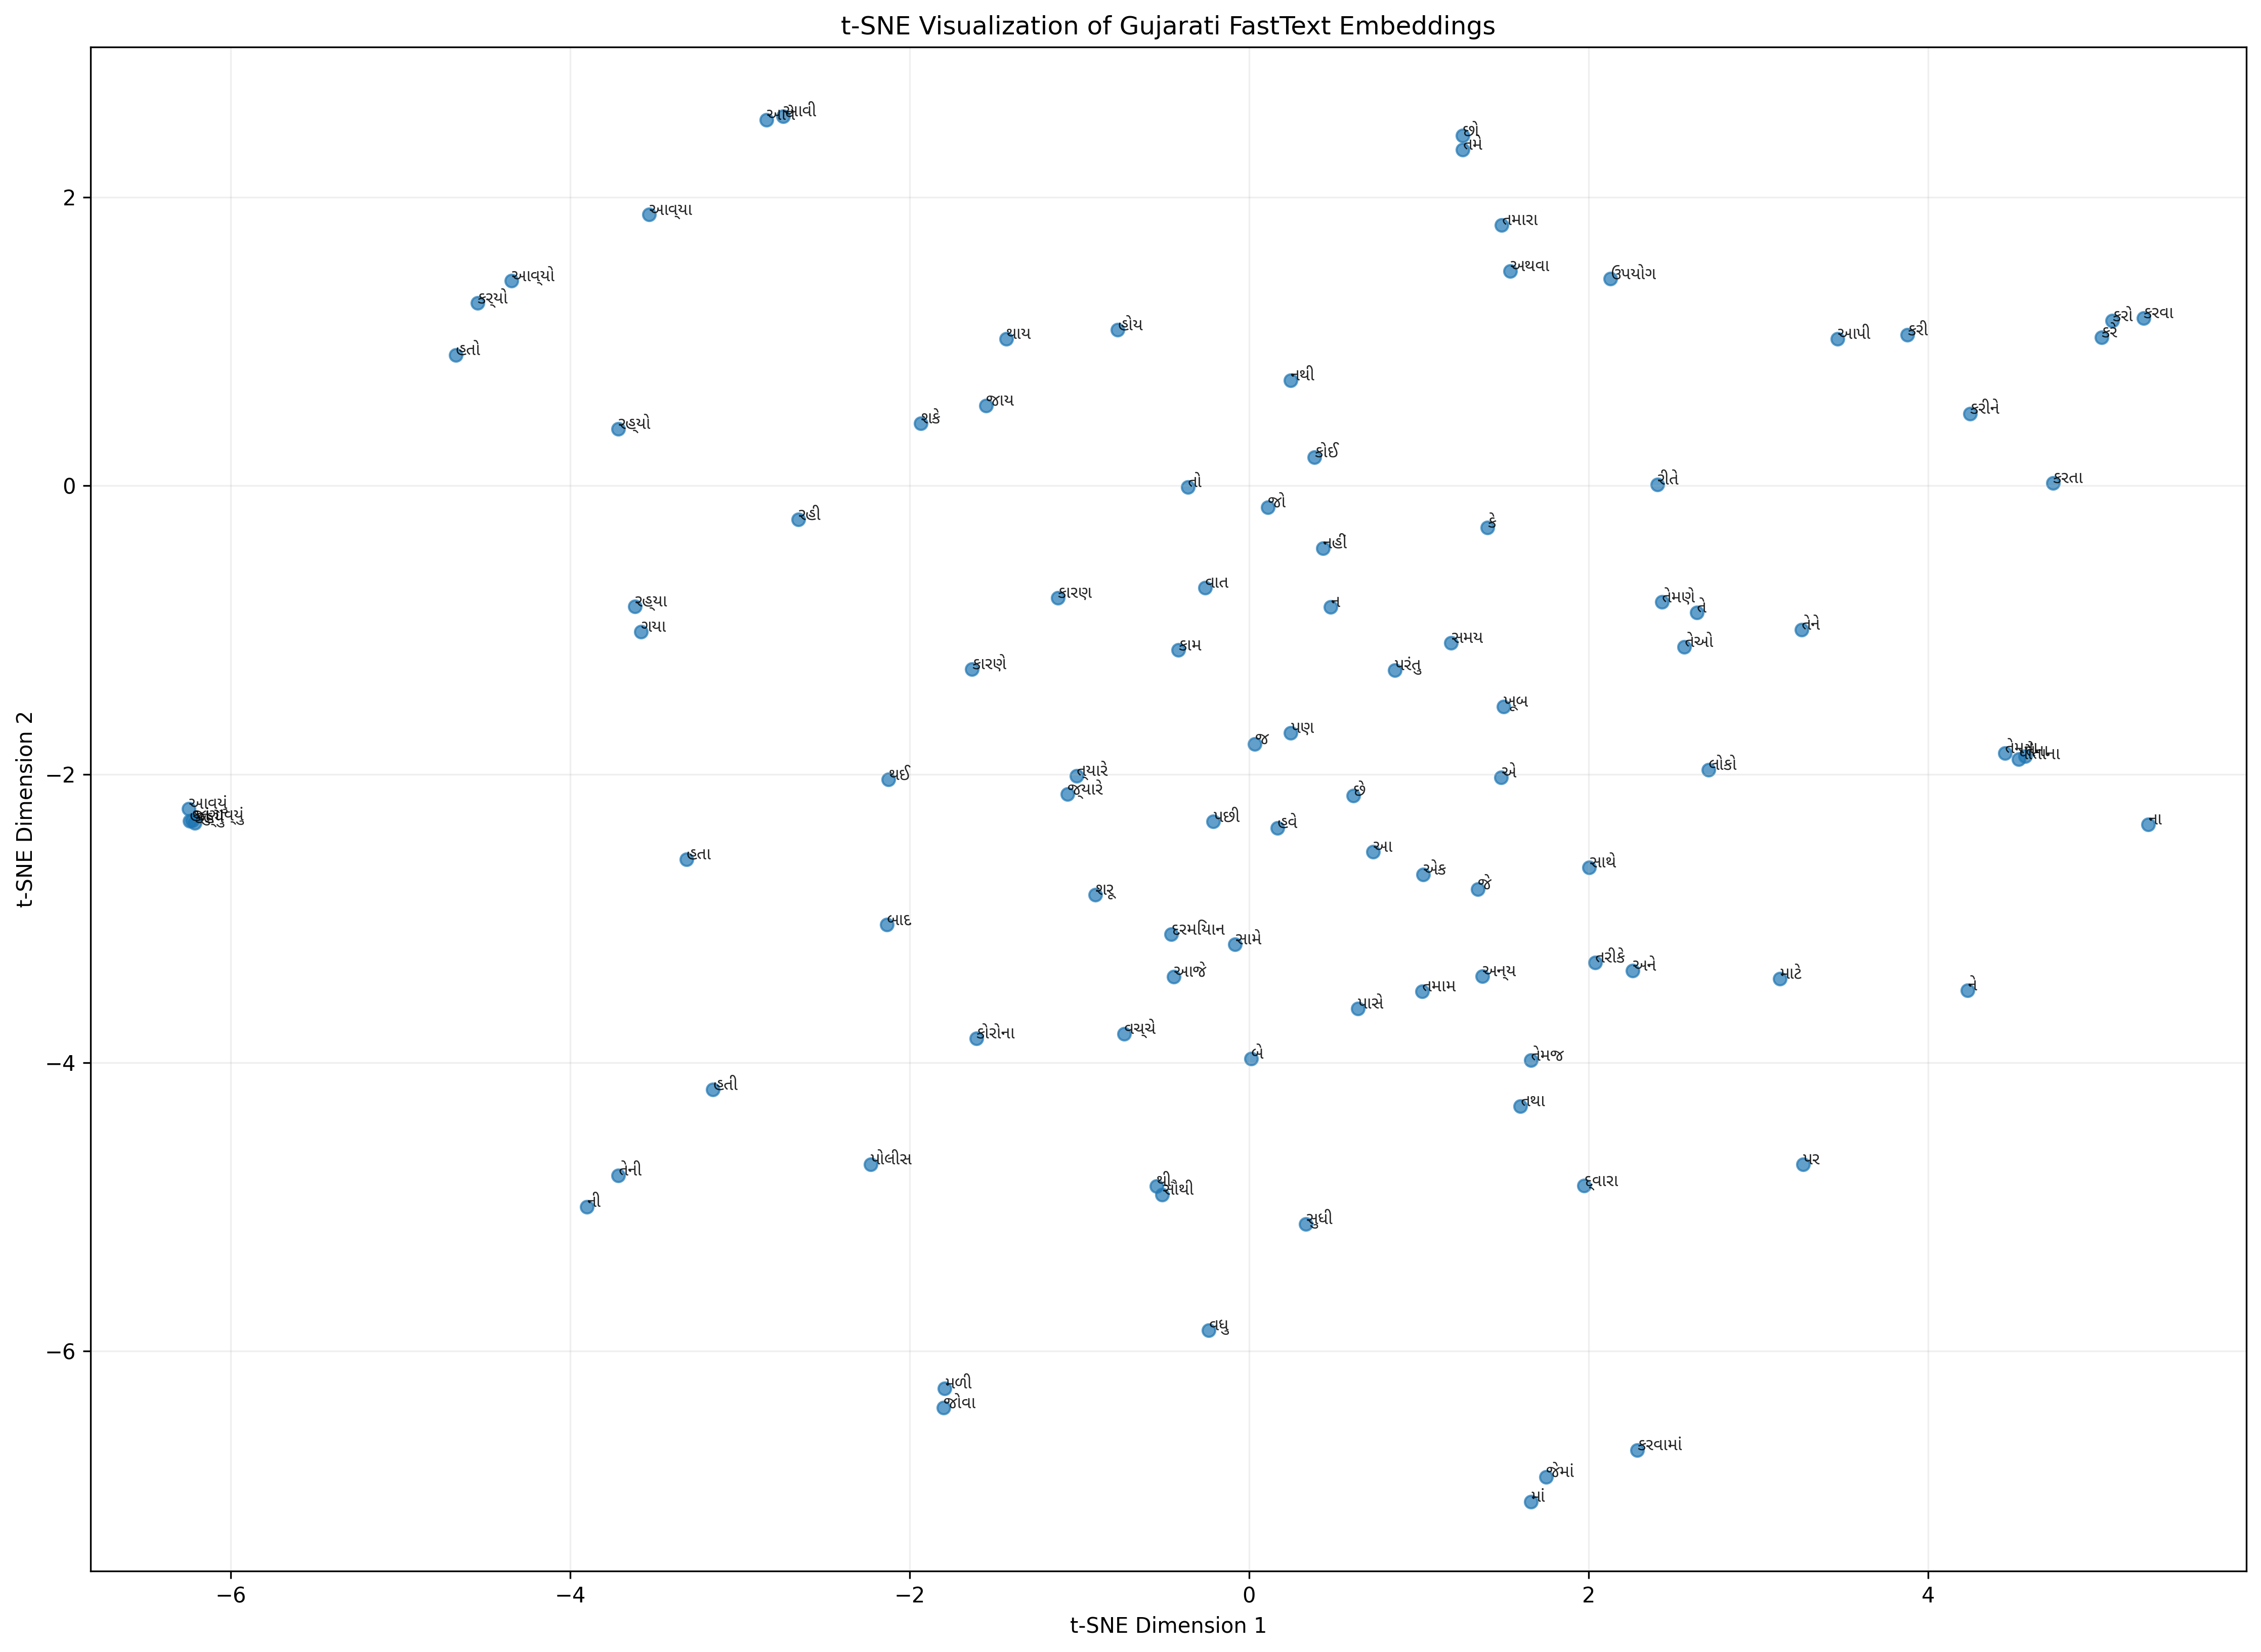 t-SNE Visualization of Gujarati FastText Embeddings
આવી
છો
તમે
આવ્યા
તમારા
અથવા
ઉપયોગ
આવ્યો
કર્યો
હતો
થાય
હોય
આપી
કરી
કરો
કરવા
કરે
નથી
જાય
શકે
કરીને
રહ્યો
કોઈ
તો
જો
રીતે
કરતા
રહી
કે
નહીં
વાત
કારણ
ન
રહ્યા
ગયા
તેમણે
તે
તેને
તેઓ
સમય
કામ
પરંતુ
કારણે
ખૂબ
પણ
જ
પોતાના
લોકો
થઈ
ત્યારે
જ્યારે
એ
છે
આવ્યું
પછી
હવે
ના
હતા
આ
એક
જે
સાથે
શરૂ
બાદ
દરમિયાન
સામે
આજે
અન્ય
તરીકે
અને
માટે
ને
તમામ
પાસે
કોરોના
વચ્ચે
બે
તેમજ
હતી
તથા
પોલીસ
પર
તેની
ની
થી
સૌથી
દ્વારા
સુધી
વધુ
મળી
જોવા
કરવામાં
જેમાં
માં
2
0
−2
−4
−6
t-SNE Dimension 2
−6 −4 −2 0 2 4
t-SNE Dimension 1